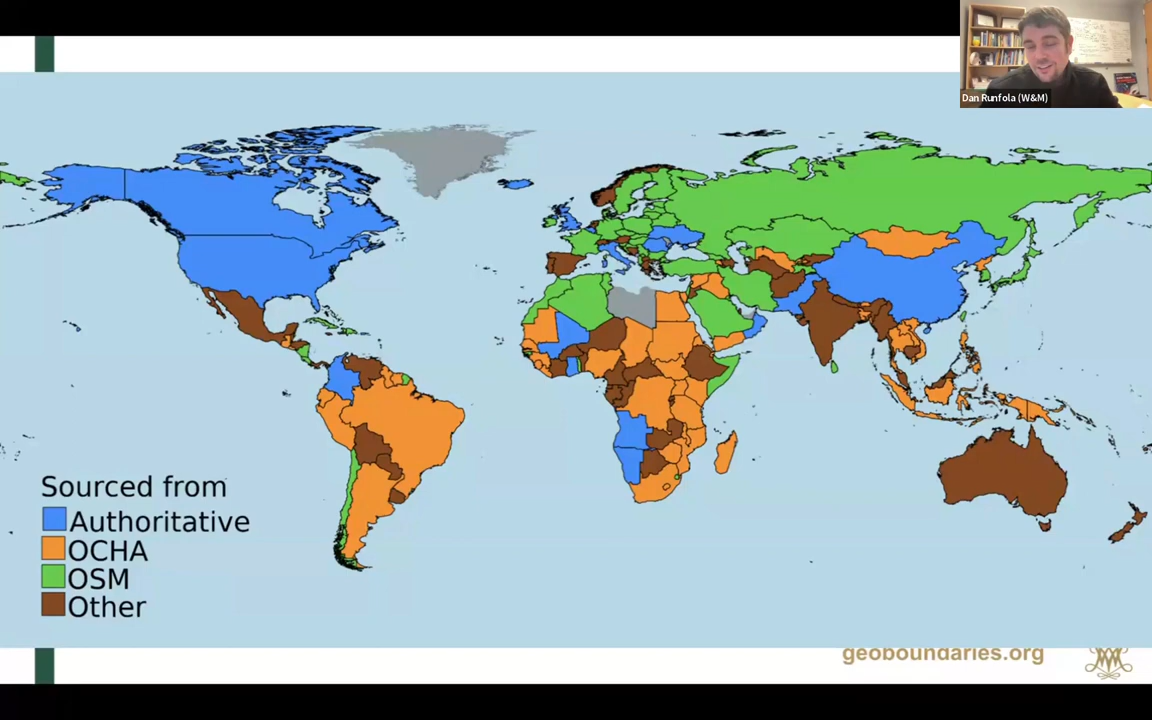 Dan Runfola (W&M)
Sourced from
Authoritative
OCHA
OSM
Other
geoboundaries.org